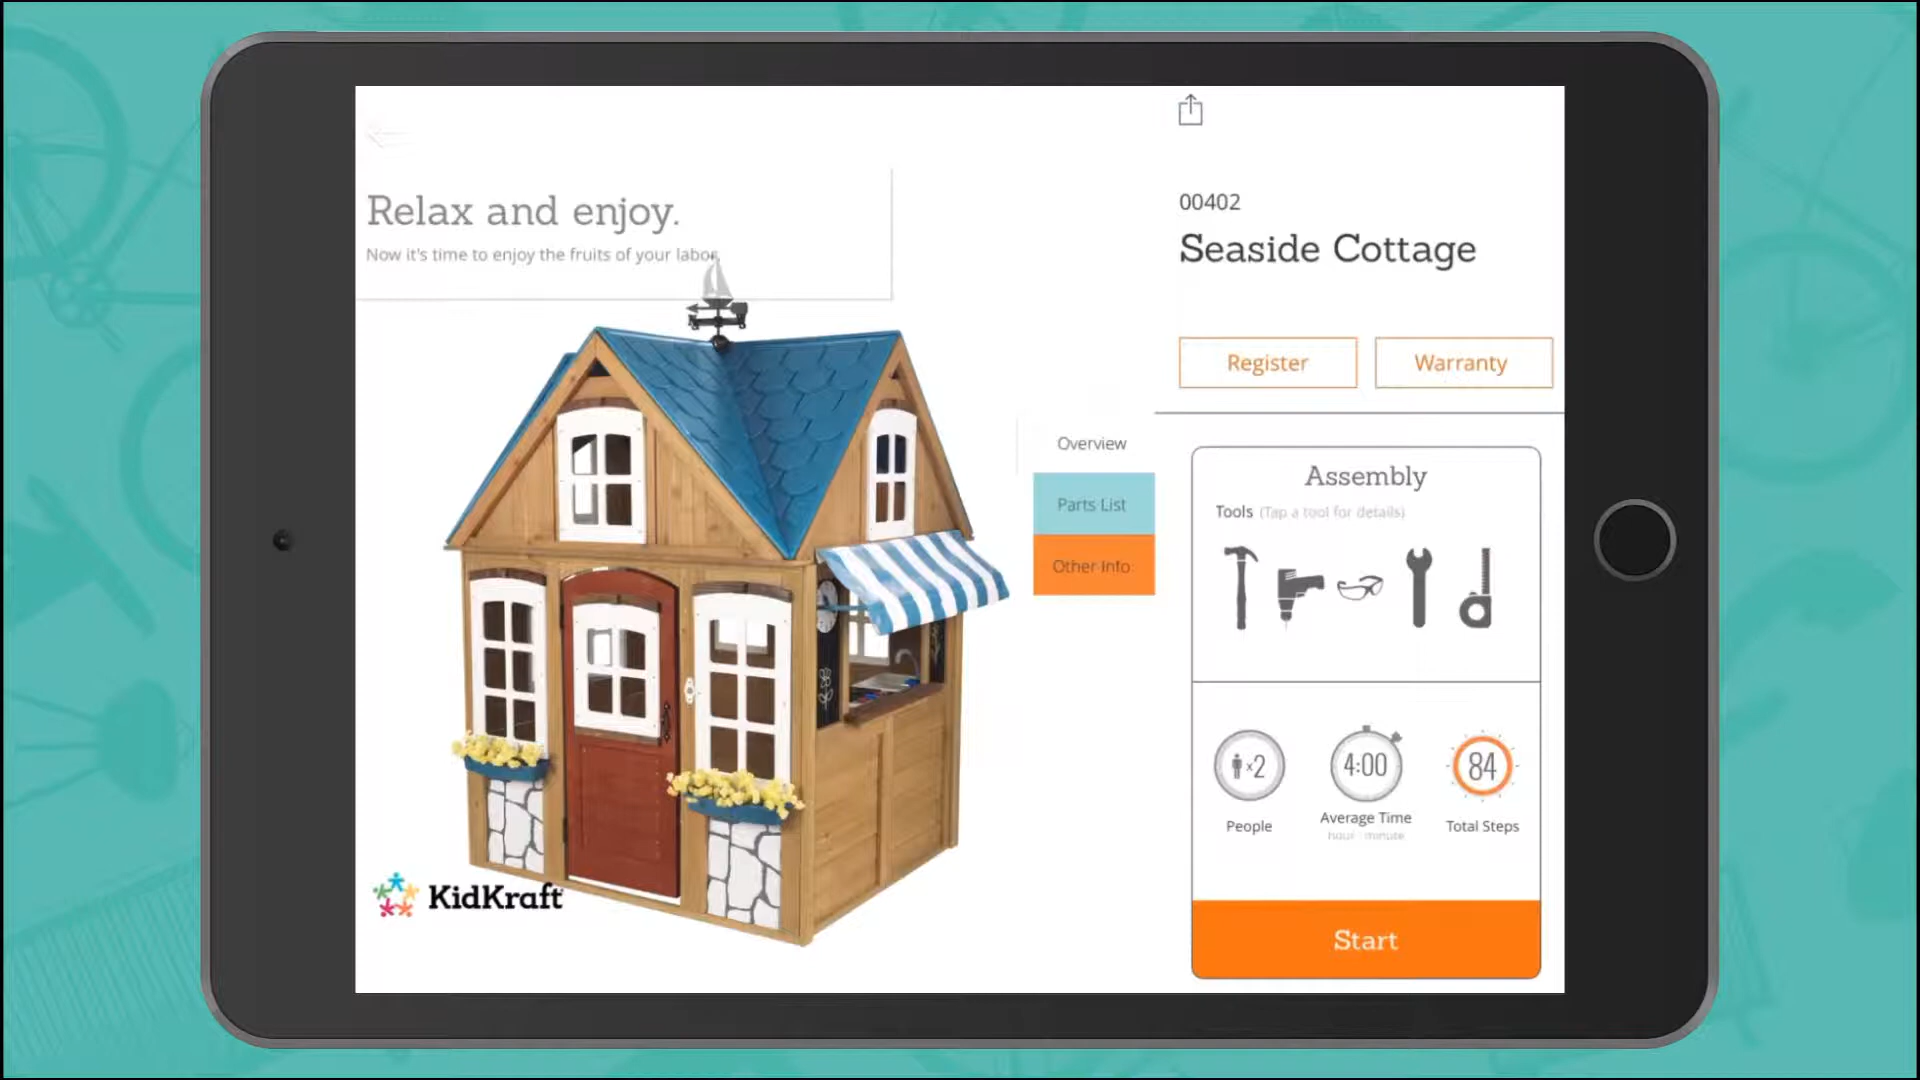 Relax and enjoy.
Now it's time to enjoy the fruits of your labor.
KidKraft
Overview
Parts List
Other Info
00402
Seaside Cottage
Register
Warranty
Assembly
Tools (Tap a tool for details)
x2
4:00
84
People
Average Time
Total Steps
hour : minute
Start